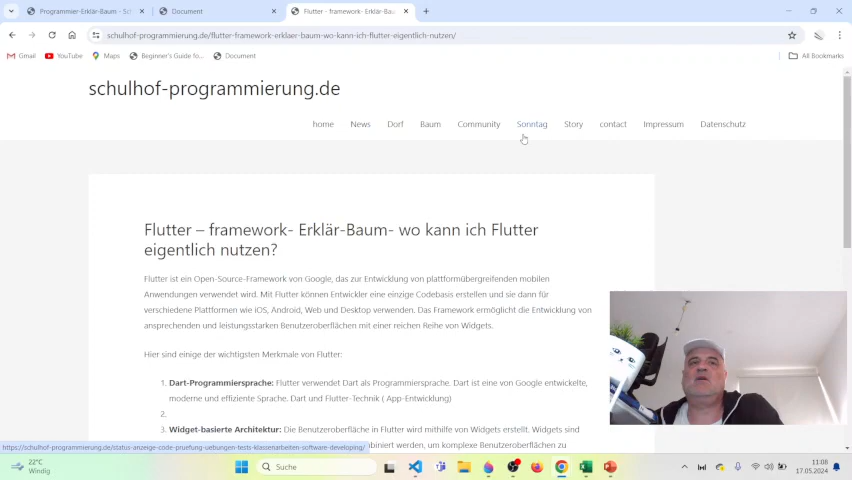 Programmier-Erklär-Baum - Sc
Document
Flutter - framework- Erklär-Bau
schulhof-programmierung.de/flutter-framework-erklaer-baum-wo-kann-ich-flutter-eigentlich-nutzen/
Gmail
YouTube
Maps
Beginner's Guide fo...
Document
All Bookmarks
schulhof-programmierung.de
home News Dorf Baum Community Sonntag Story contact Impressum Datenschutz
Flutter – framework- Erklär-Baum- wo kann ich Flutter
eigentlich nutzen?
Flutter ist ein Open-Source-Framework von Google, das zur Entwicklung von plattformübergreifenden mobilen
Anwendungen verwendet wird. Mit Flutter können Entwickler eine einzige Codebasis erstellen und sie dann für
verschiedene Plattformen wie iOS, Android, Web und Desktop verwenden. Das Framework ermöglicht die Entwicklung von
ansprechenden und leistungsstarken Benutzeroberflächen mit einer reichen Reihe von Widgets.
Hier sind einige der wichtigsten Merkmale von Flutter:
1. Dart-Programmiersprache: Flutter verwendet Dart als Programmiersprache. Dart ist eine von Google entwickelte,
moderne und effiziente Sprache. Dart und Flutter-Technik ( App-Entwicklung)
2.
3. Widget-basierte Architektur: Die Benutzeroberfläche in Flutter wird mithilfe von Widgets erstellt. Widgets sind
mbiniert werden, um komplexe Benutzeroberflächen zu
https://schulhof-programmierung.de/status-anzeige-code-pruefung-uebungen-tests-klassenarbeiten-software-developing/
22°C
Windig
Suche
11:08
17.05.2024